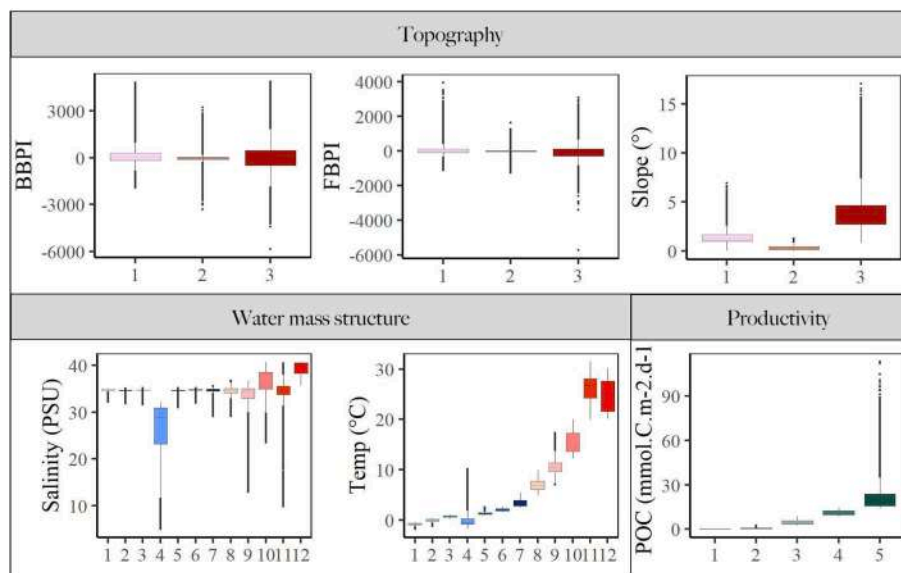 Topography
BBPI
3000
0
-3000
-6000
1 2 3
FBPI
4000
2000
0
-2000
-4000
-6000
1 2 3
Slope (°)
15
10
5
0
1 2 3
Water mass structure
Productivity
Salinity (PSU)
40
30
20
10
1 2 3 4 5 6 7 8 9 10 11 12
Temp (°C)
30
20
10
0
1 2 3 4 5 6 7 8 9 10 11 12
POC (mmol.C.m-2.d-1
90
60
30
0
1 2 3 4 5